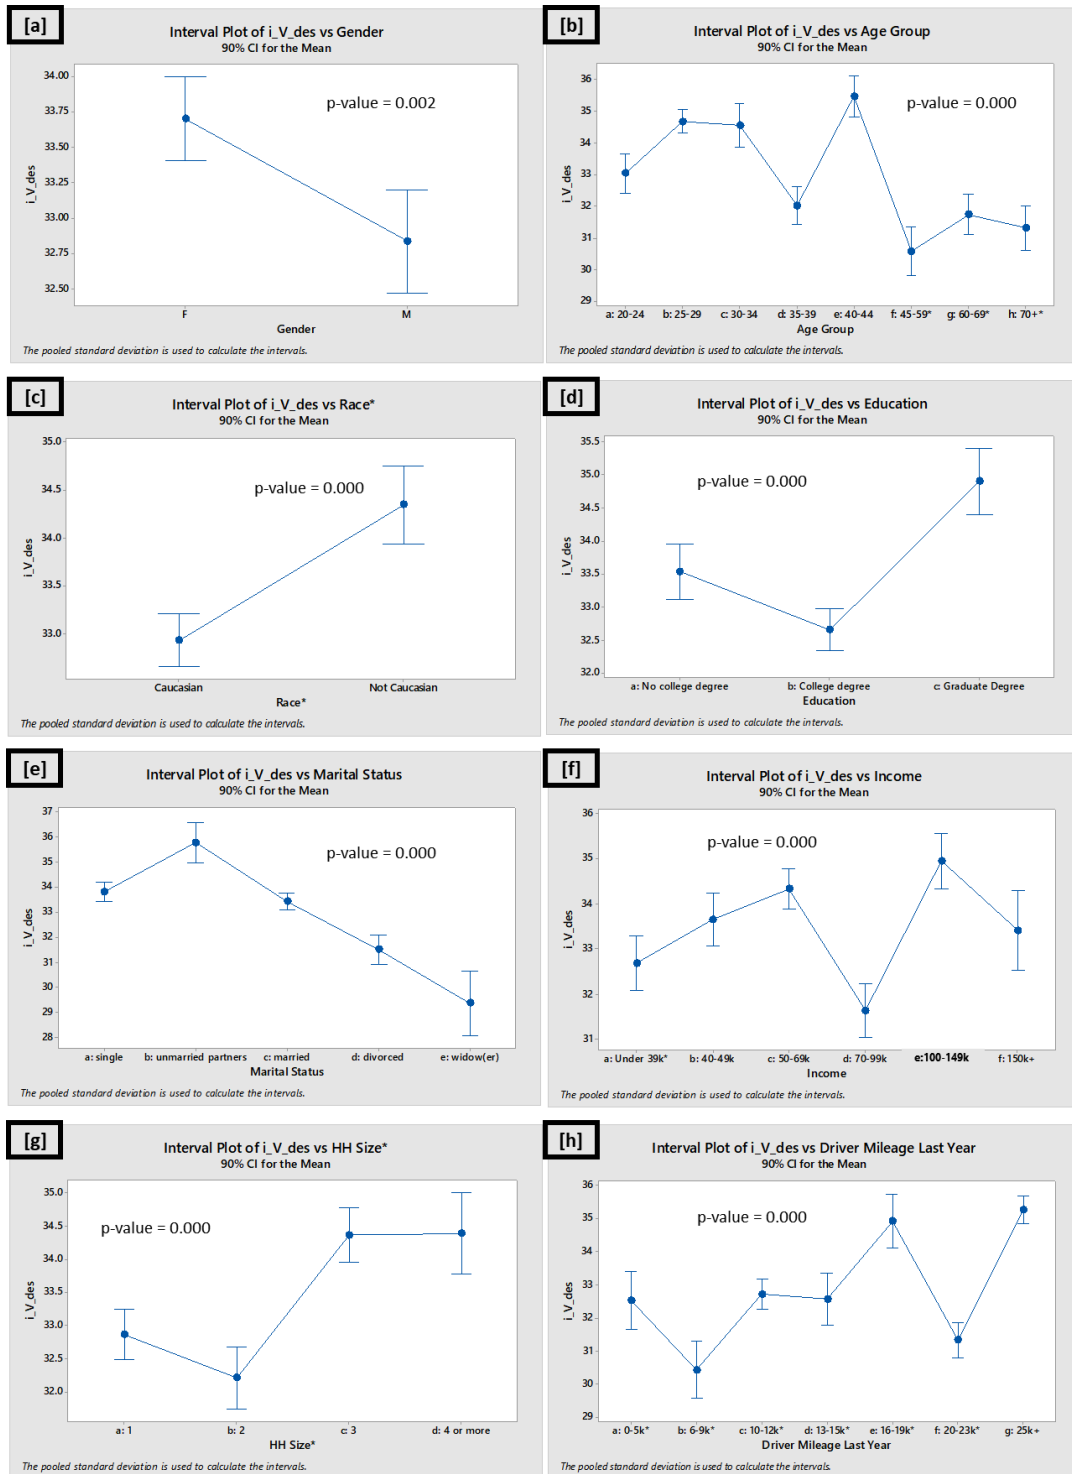 [a]
Interval Plot of i_V_des vs Gender
90% CI for the Mean
p-value = 0.002
34.00
33.75
33.50
33.25
33.00
32.75
32.50
i_V_des
F M
Gender
The pooled standard deviation is used to calculate the intervals.
[b]
Interval Plot of i_V_des vs Age Group
90% CI for the Mean
p-value = 0.000
36
35
34
33
32
31
30
29
i_V_des
a: 20-24 b: 25-29 c: 30-34 d: 35-39 e: 40-44 f: 45-59* g: 60-69* h: 70+*
Age Group
The pooled standard deviation is used to calculate the intervals.
[c]
Interval Plot of i_V_des vs Race*
90% CI for the Mean
p-value = 0.000
35.0
34.5
34.0
33.5
33.0
i_V_des
Caucasian Not Caucasian
Race*
The pooled standard deviation is used to calculate the intervals.
[d]
Interval Plot of i_V_des vs Education
90% CI for the Mean
p-value = 0.000
35.5
35.0
34.5
34.0
33.5
33.0
32.5
32.0
i_V_des
a: No college degree b: College degree c: Graduate Degree
Education
The pooled standard deviation is used to calculate the intervals.
[e]
Interval Plot of i_V_des vs Marital Status
90% CI for the Mean
p-value = 0.000
37
36
35
34
33
32
31
30
29
28
i_V_des
a: single b: unmarried partners c: married d: divorced e: widow(er)
Marital Status
The pooled standard deviation is used to calculate the intervals.
[f]
Interval Plot of i_V_des vs Income
90% CI for the Mean
p-value = 0.000
36
35
34
33
32
31
i_V_des
a: Under 39k* b: 40-49k c: 50-69k d: 70-99k e:100-149k f: 150k+
Income
The pooled standard deviation is used to calculate the intervals.
[g]
Interval Plot of i_V_des vs HH Size*
90% CI for the Mean
p-value = 0.000
35.0
34.5
34.0
33.5
33.0
32.5
32.0
i_V_des
a: 1 b: 2 c: 3 d: 4 or more
HH Size*
The pooled standard deviation is used to calculate the intervals.
[h]
Interval Plot of i_V_des vs Driver Mileage Last Year
90% CI for the Mean
p-value = 0.000
36
35
34
33
32
31
30
29
i_V_des
a: 0-5k* b: 6-9k* c: 10-12k* d: 13-15k* e: 16-19k* f: 20-23k* g: 25k+
Driver Mileage Last Year
The pooled standard deviation is used to calculate the intervals.